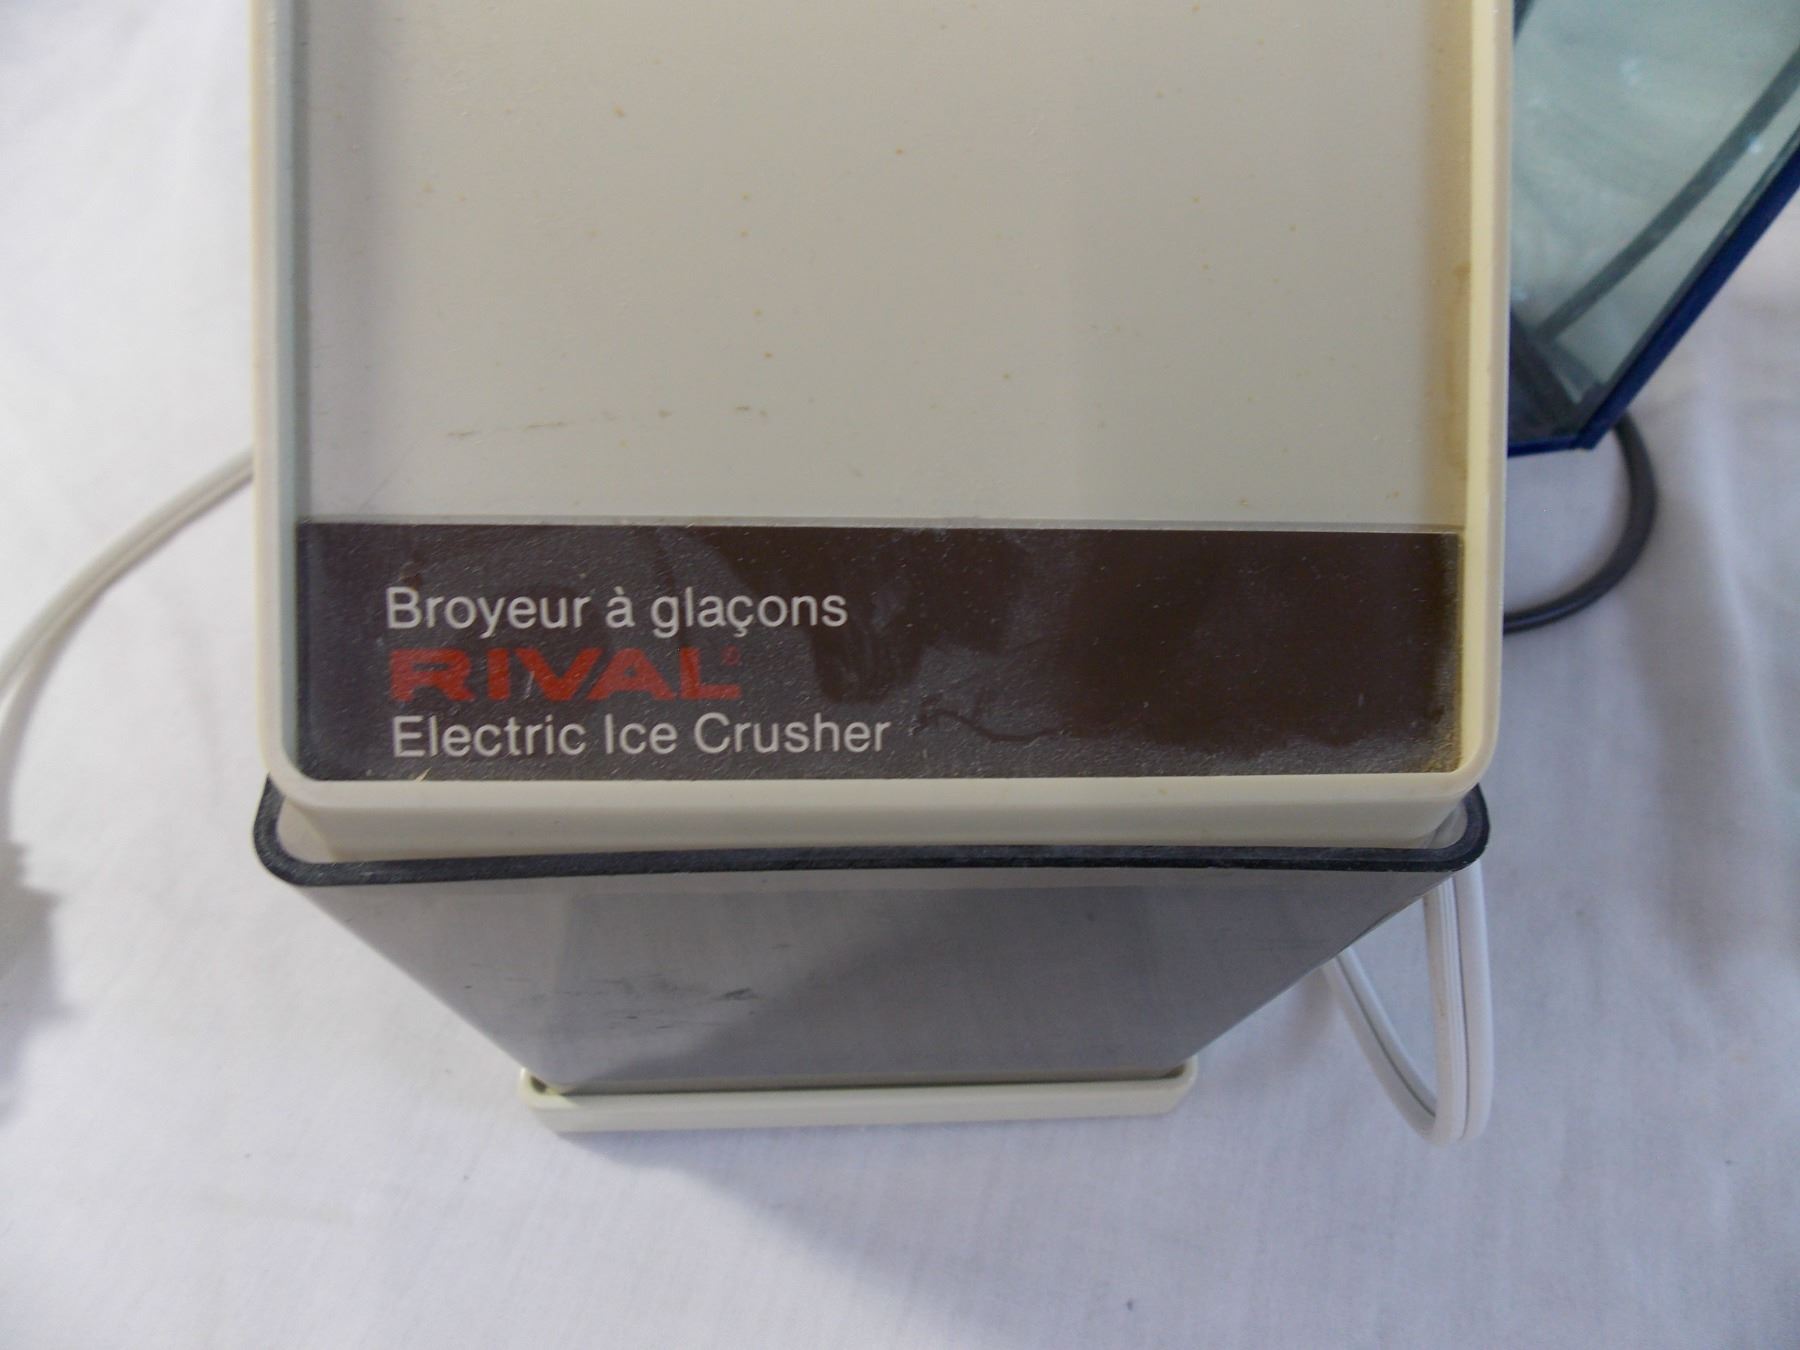 Broyeur à glaçons
RIVAL®
Electric Ice Crusher